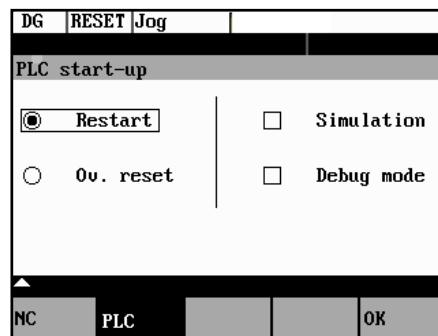 DG RESET Jog
PLC start-up
Restart Simulation
Ov. reset Debug mode
NC PLC OK